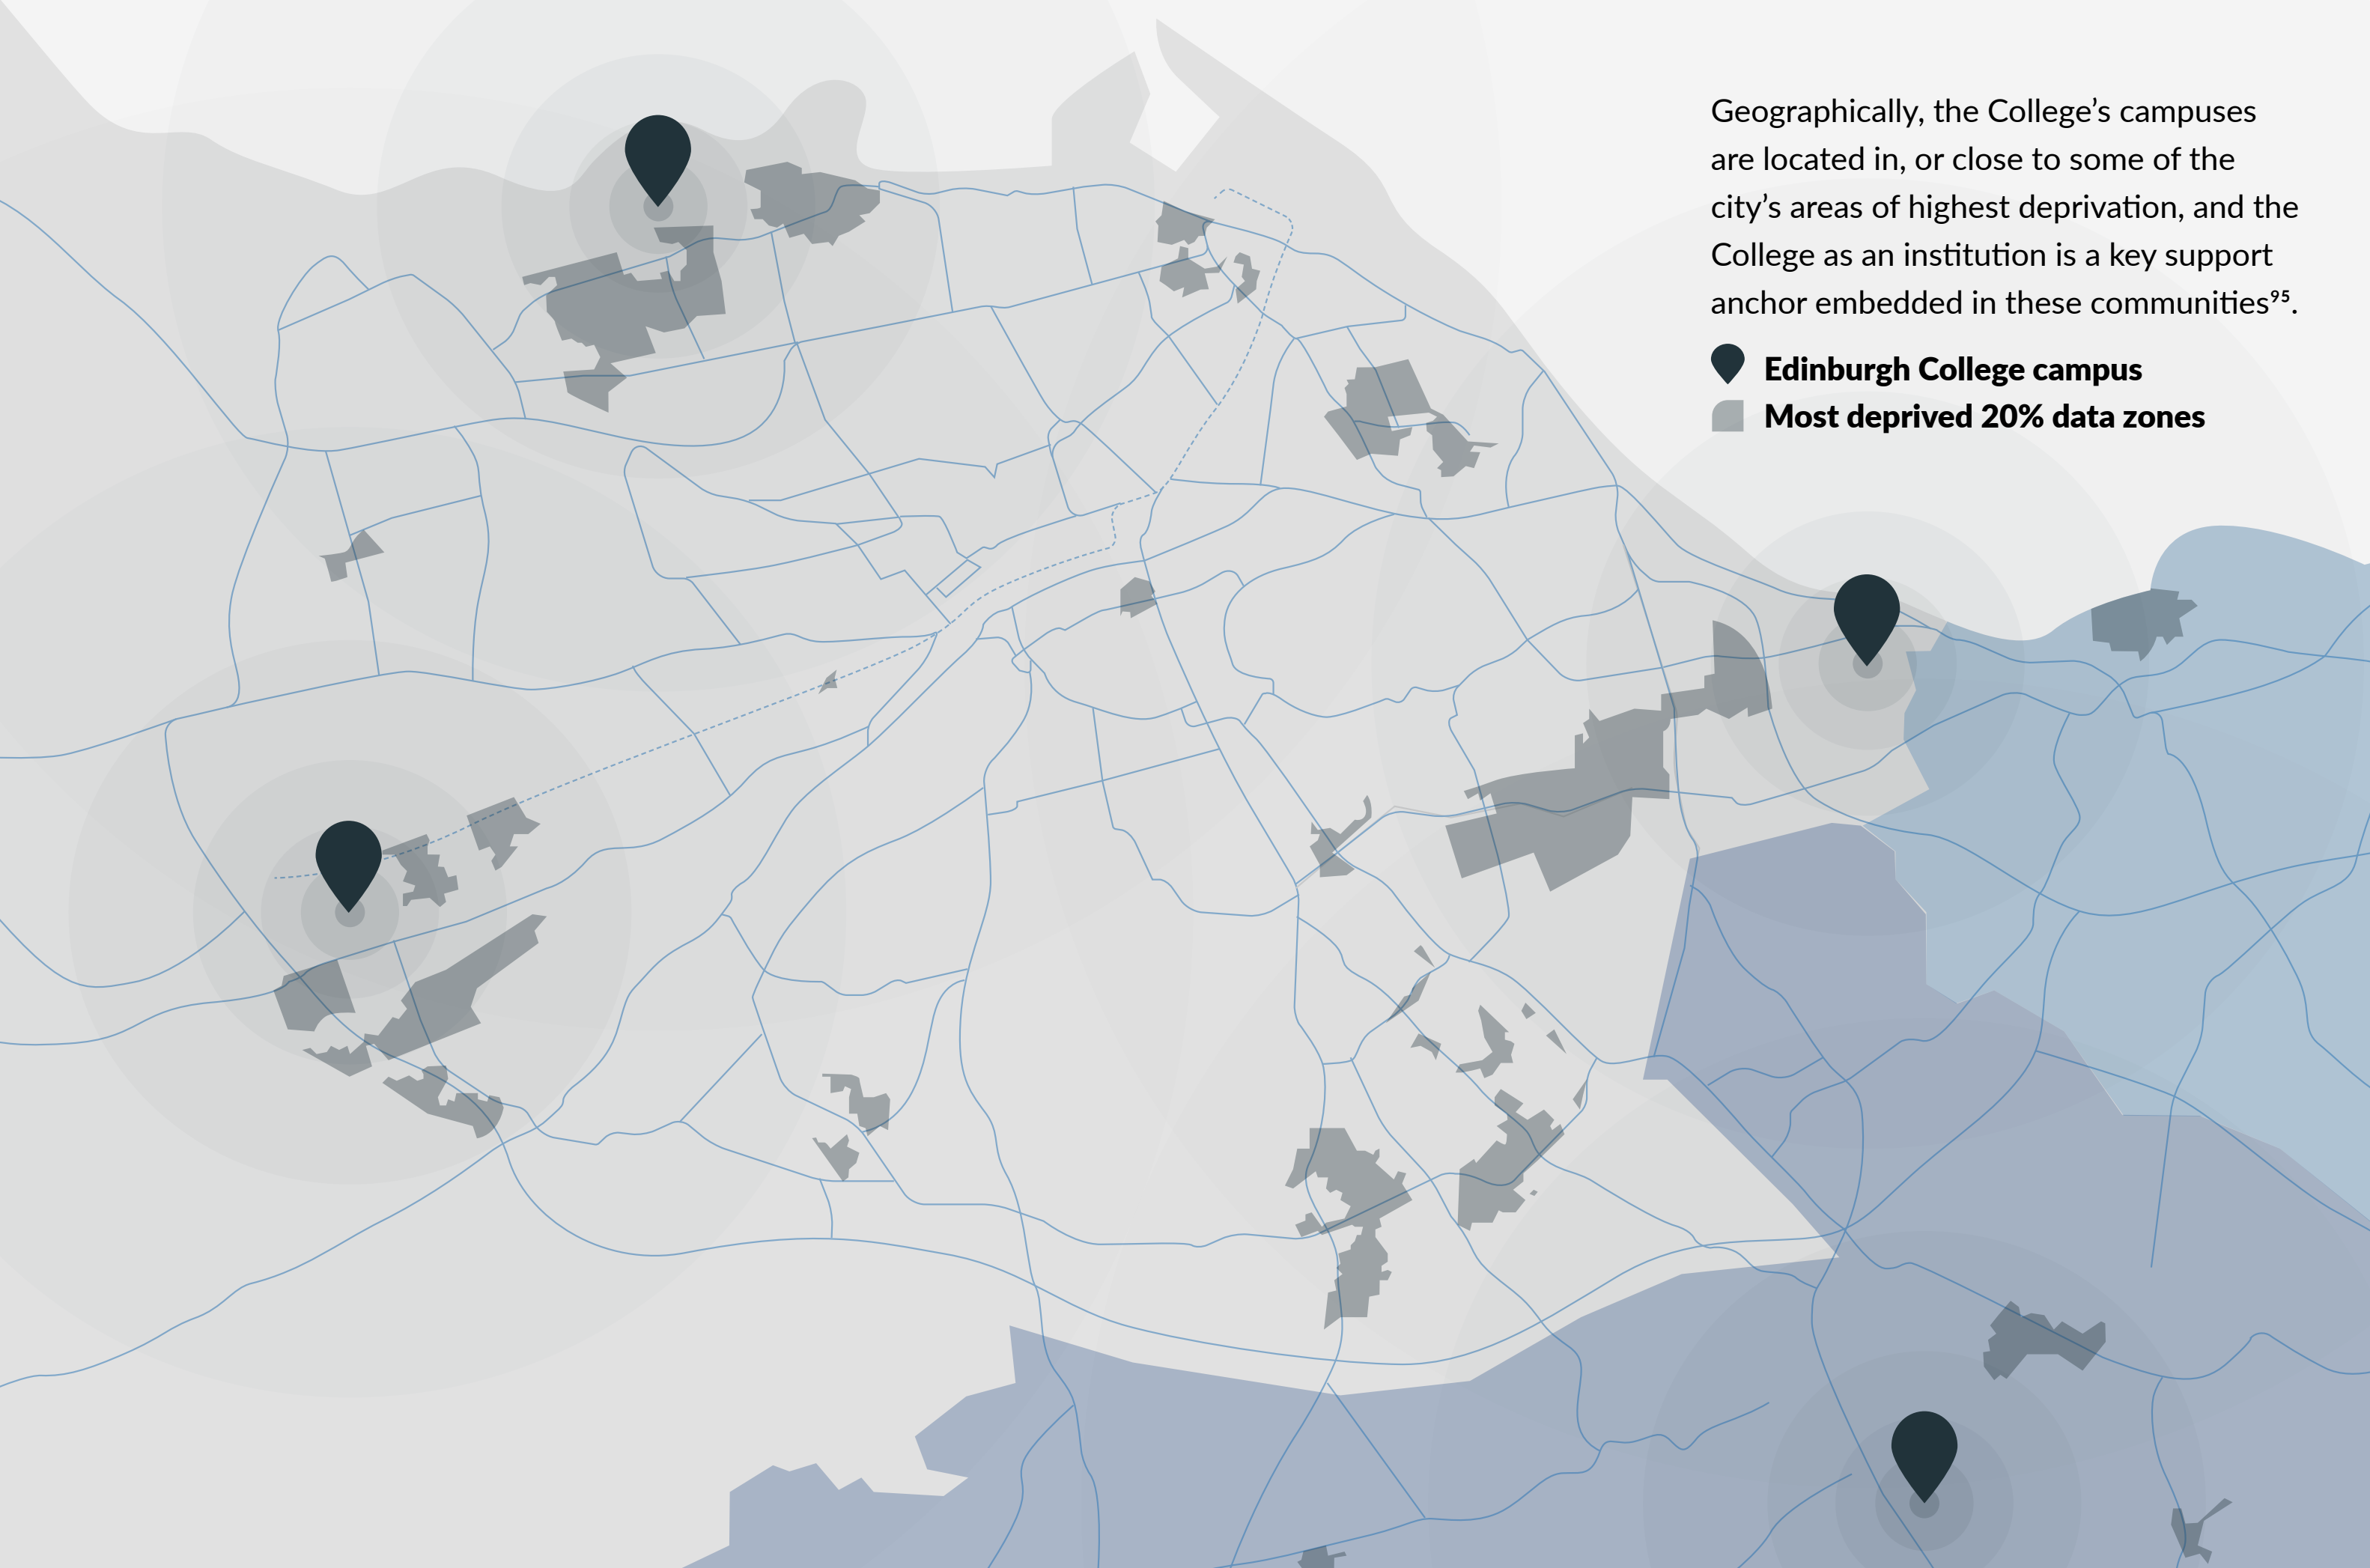 Geographically, the College’s campuses
are located in, or close to some of the
city’s areas of highest deprivation, and the
College as an institution is a key support
anchor embedded in these communities⁹⁵.
Edinburgh College campus
Most deprived 20% data zones